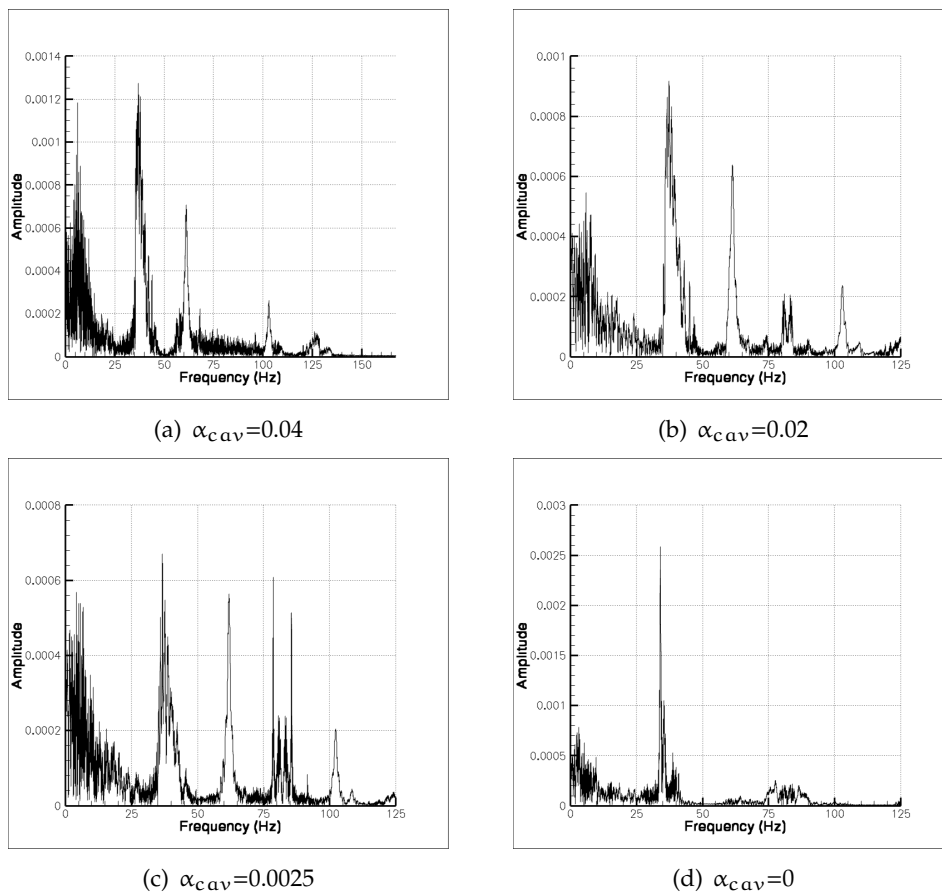 0.0014
0.0012
0.001
0.0008
0.0006
0.0004
0.0002
0
Amplitude
0 25 50 75 100 125 150
Frequency (Hz)
(a) α_cav=0.04
0.001
0.0008
0.0006
0.0004
0.0002
0
Amplitude
0 25 50 75 100 125
Frequency (Hz)
(b) α_cav=0.02
0.0008
0.0006
0.0004
0.0002
0
Amplitude
0 25 50 75 100 125
Frequency (Hz)
(c) α_cav=0.0025
0.003
0.0025
0.002
0.0015
0.001
0.0005
0
Amplitude
0 25 50 75 100 125
Frequency (Hz)
(d) α_cav=0